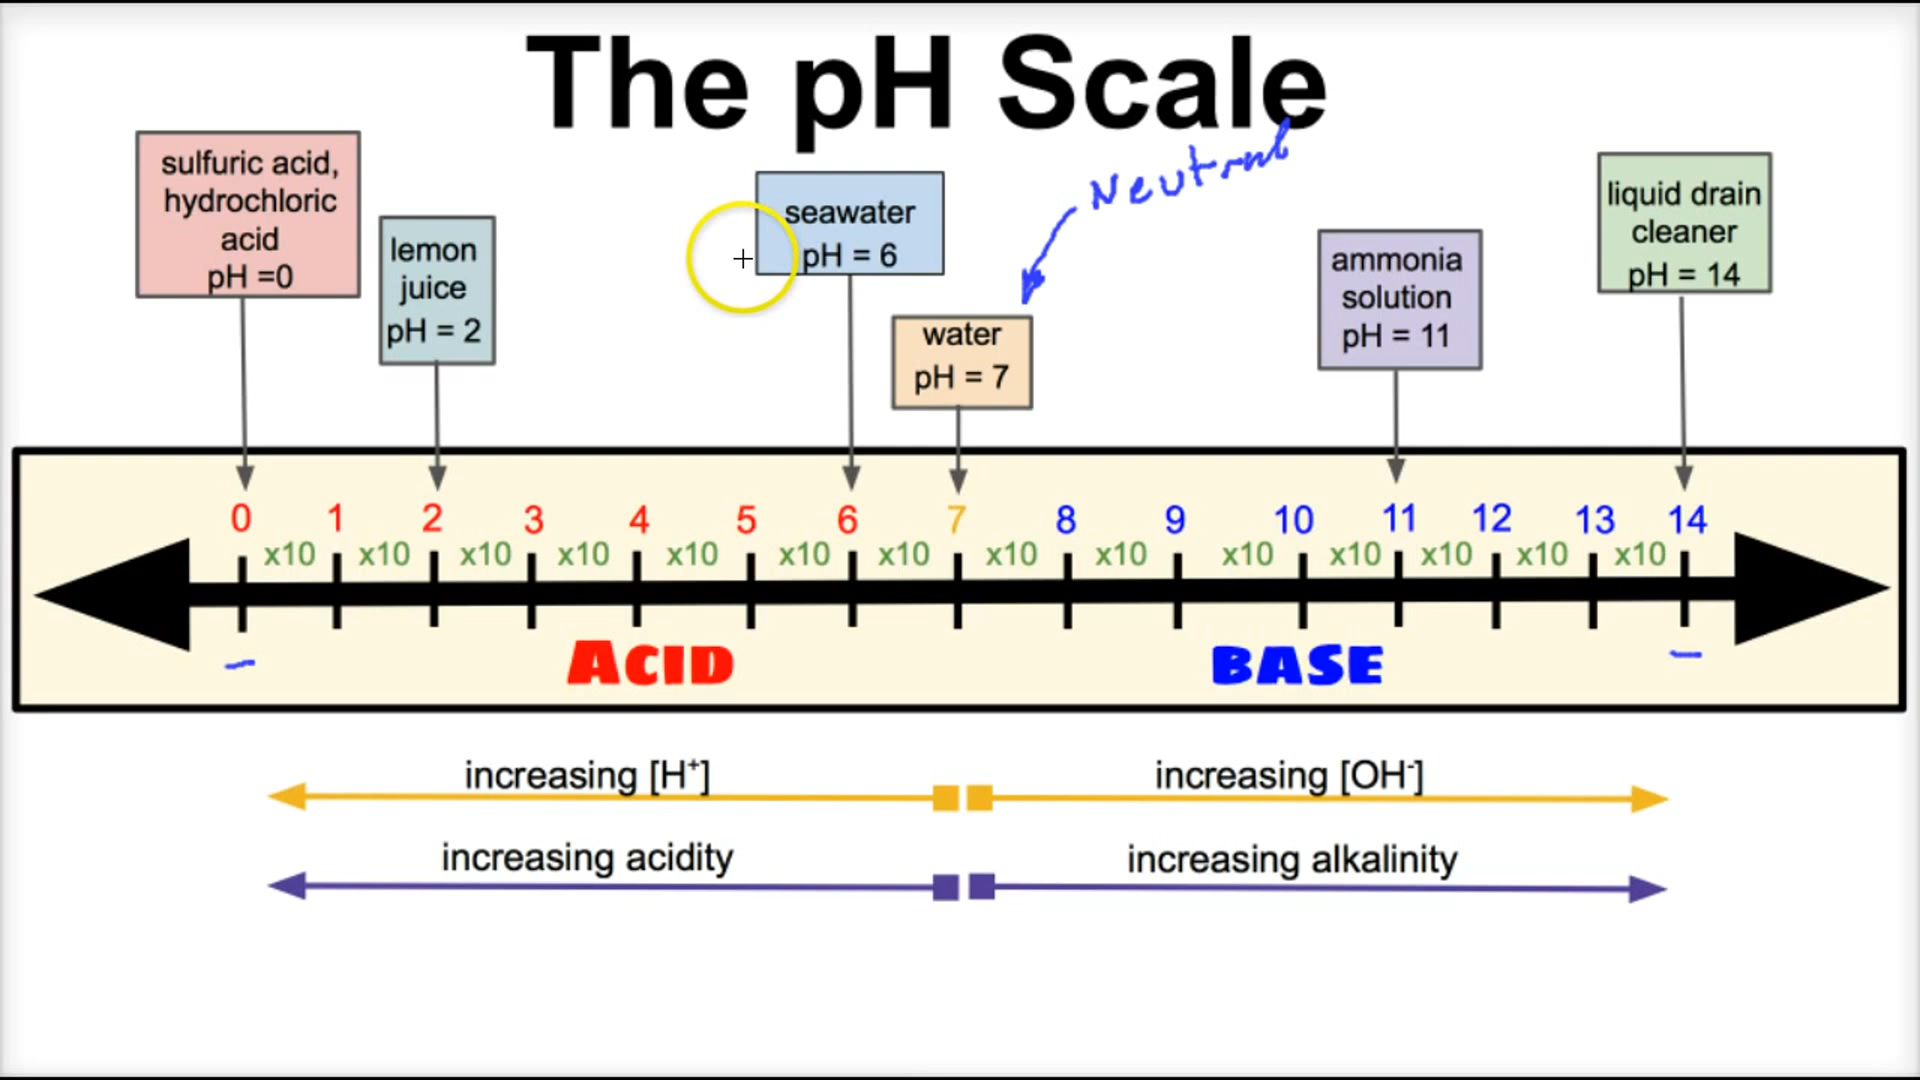 The pH Scale
sulfuric acid,
hydrochloric
acid
pH =0
lemon
juice
pH = 2
seawater
pH = 6
Neutral
water
pH = 7
ammonia
solution
pH = 11
liquid drain
cleaner
pH = 14
0 1 2 3 4 5 6 7 8 9 10 11 12 13 14
x10 x10 x10 x10 x10 x10 x10 x10 x10 x10 x10 x10 x10 x10
ACID BASE
increasing [H⁺] increasing [OH⁻]
increasing acidity increasing alkalinity